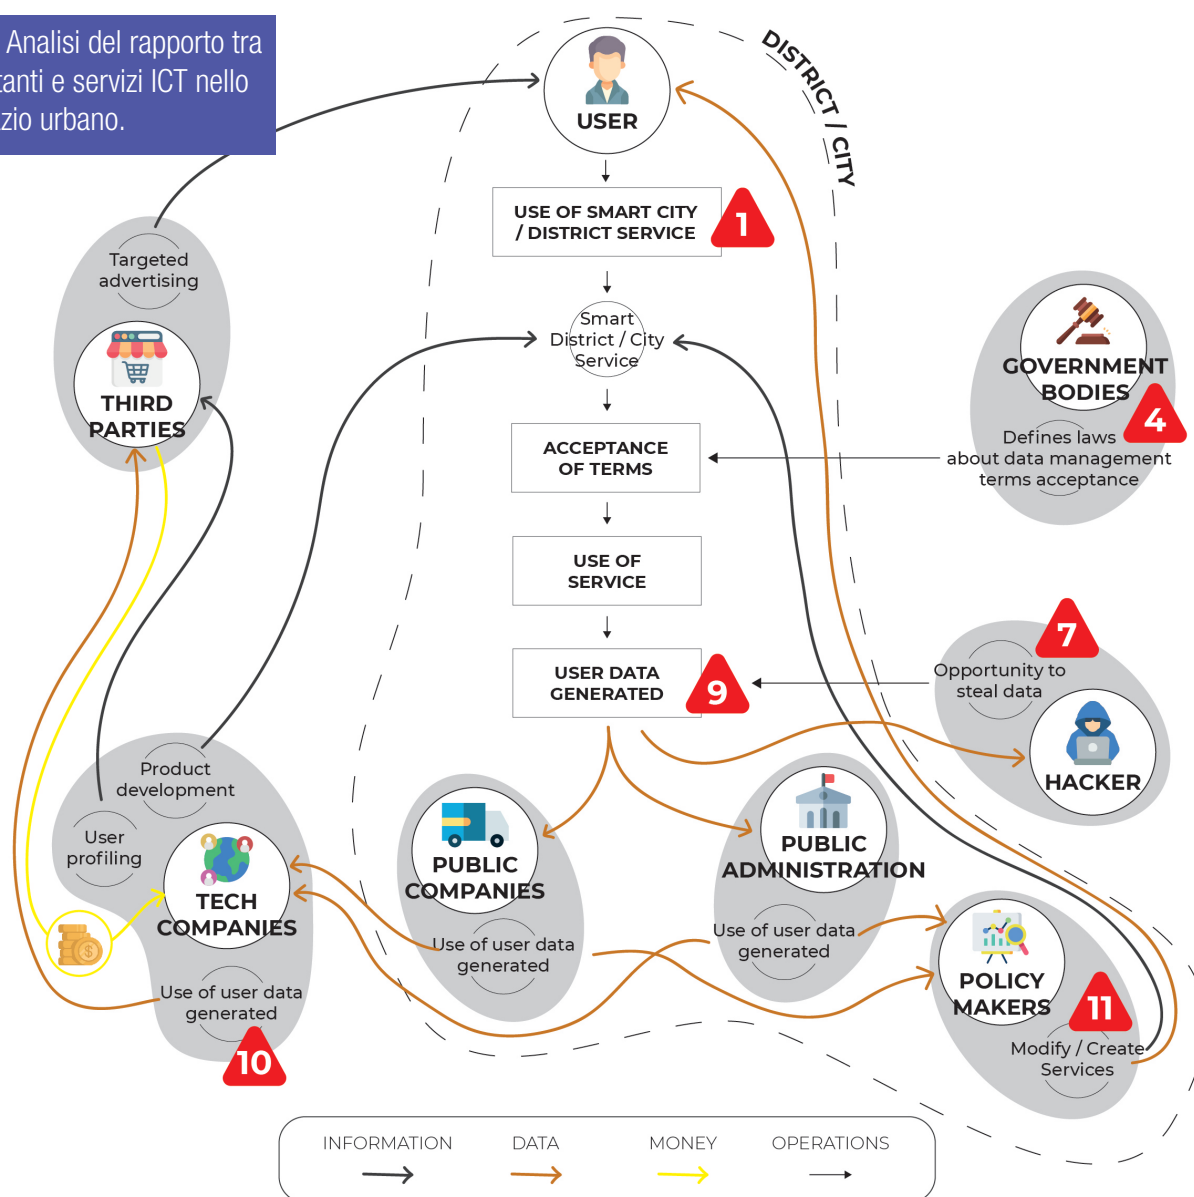 Analisi del rapporto tra
e servizi ICT nello
urbano.
DISTRICT / CITY
USER
USE OF SMART CITY
/ DISTRICT SERVICE
1
Targeted
advertising
THIRD
PARTIES
Smart
District / City
Service
GOVERNMENT
BODIES
4
Defines laws
about data management
terms acceptance
ACCEPTANCE
OF TERMS
USE OF
SERVICE
USER DATA
GENERATED
9
7
Opportunity to
steal data
HACKER
Product
development
User
profiling
TECH
COMPANIES
$
Use of user data
generated
10
PUBLIC
COMPANIES
Use of user data
generated
PUBLIC
ADMINISTRATION
Use of user data
generated
POLICY
MAKERS
11
Modify / Create
Services
INFORMATION
DATA
MONEY
OPERATIONS